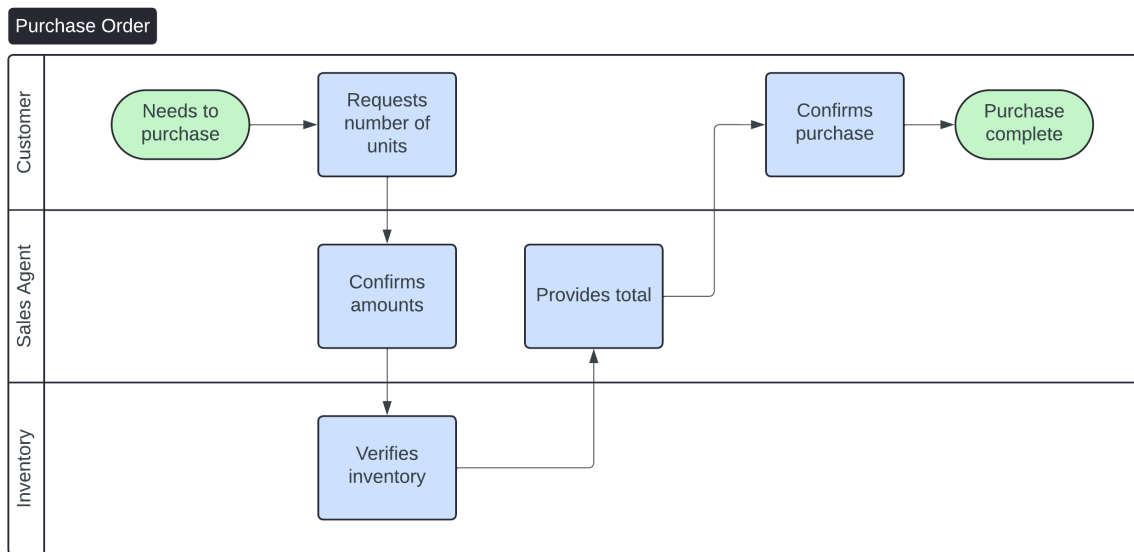 Purchase Order
Customer
Needs to
purchase
Requests
number of
units
Confirms
purchase
Purchase
complete
Sales Agent
Confirms
amounts
Provides total
Inventory
Verifies
inventory